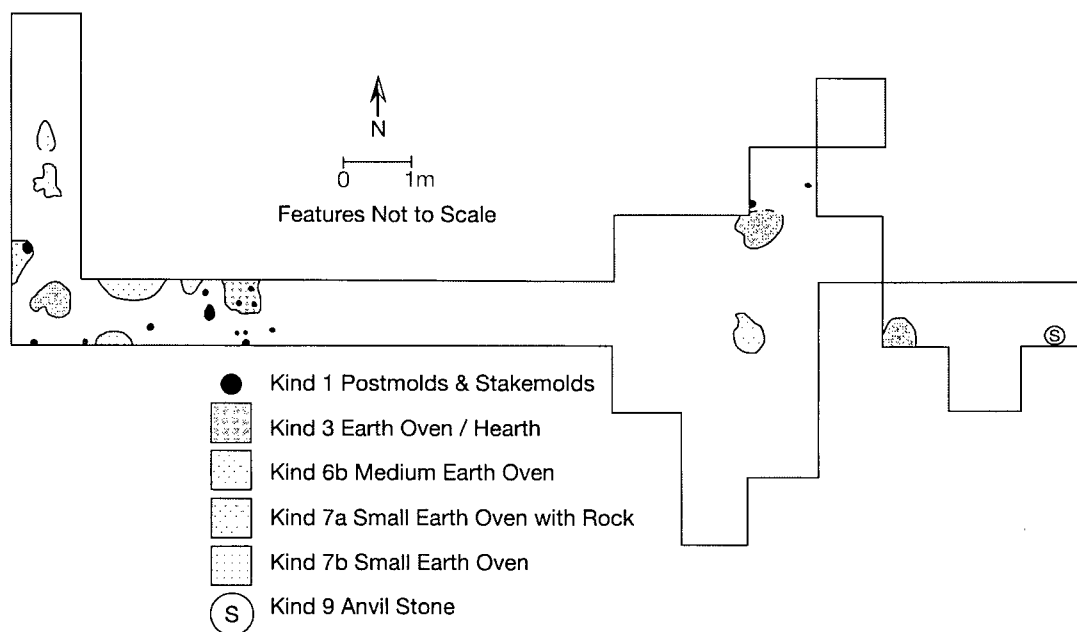 N
0 1m
Features Not to Scale
S
Kind 1 Postmolds & Stakemolds
Kind 3 Earth Oven / Hearth
Kind 6b Medium Earth Oven
Kind 7a Small Earth Oven with Rock
Kind 7b Small Earth Oven
S Kind 9 Anvil Stone